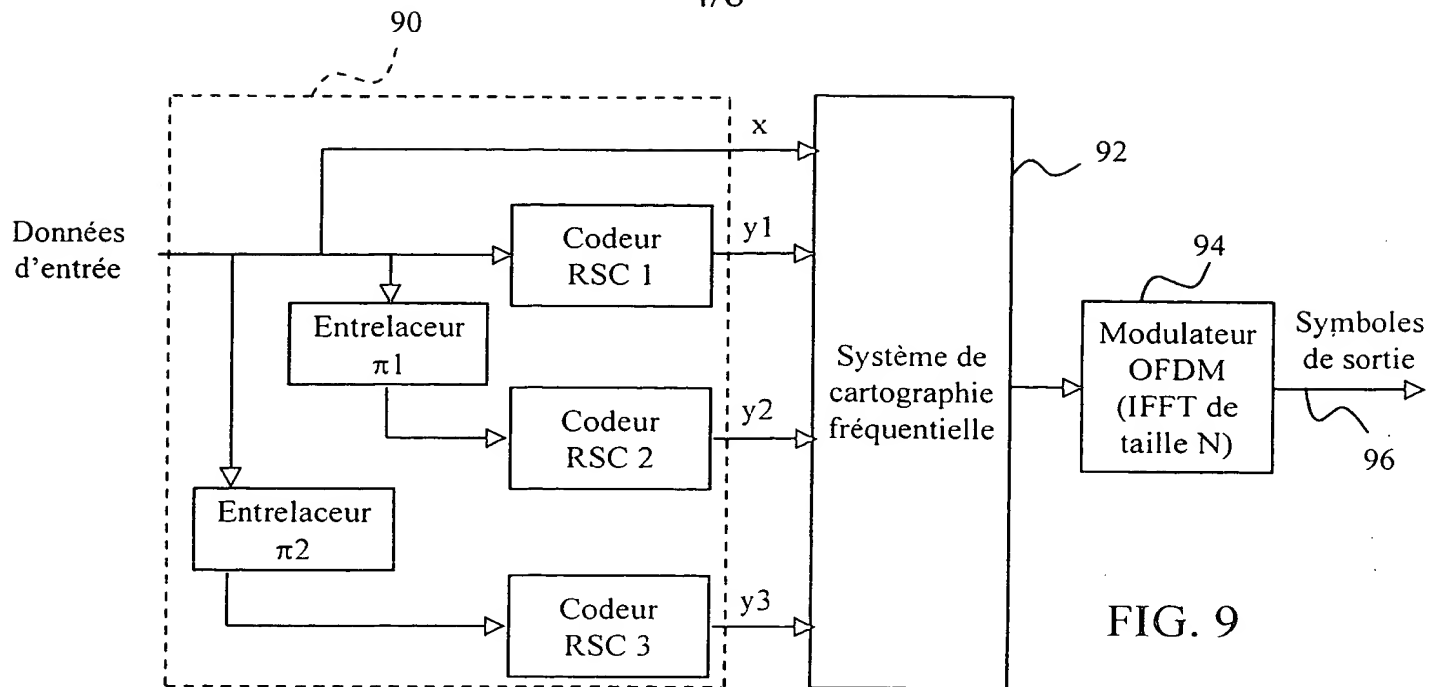 90
x
92
Données
d'entrée
Codeur
RSC 1
y1
94
Entrelaceur
π1
Système de
cartographie
fréquentielle
Modulateur
OFDM
(IFFT de
taille N)
Symboles
de sortie
Codeur
RSC 2
y2
96
Entrelaceur
π2
Codeur
RSC 3
y3
FIG. 9